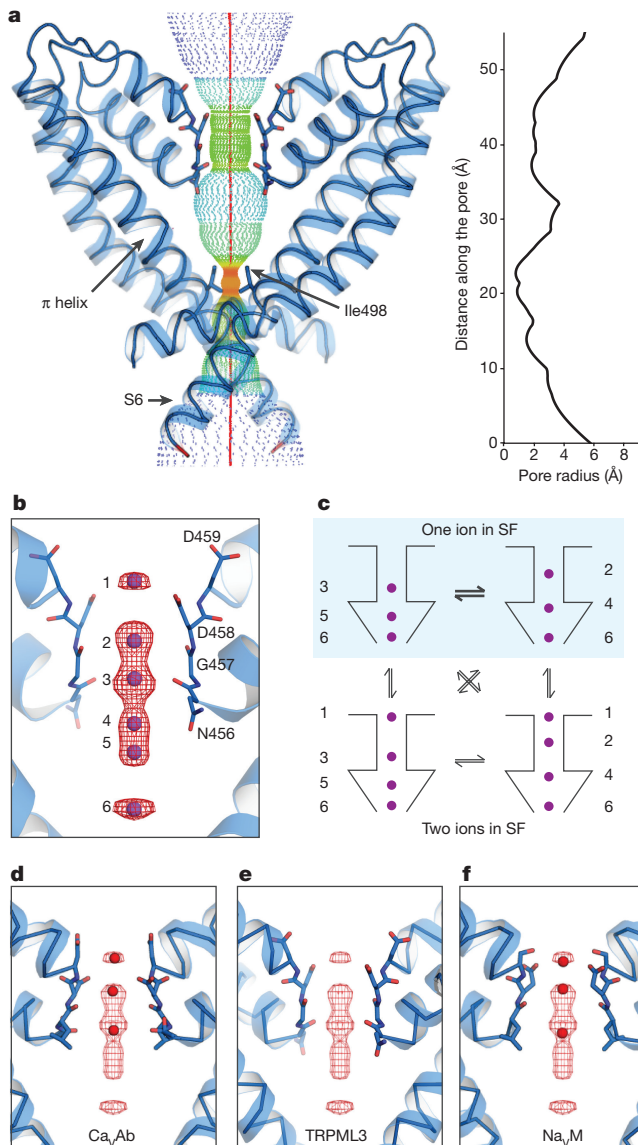 a
π helix
Ile498
S6
Distance along the pore (Å)
50
40
30
20
10
0
0 2 4 6 8
Pore radius (Å)
b
D459
1
D458
2
G457
3
4
N456
5
6
c
One ion in SF
3
2
5
4
6
6
1
1
2
3
4
5
6
6
Two ions in SF
d
CaVAb
e
TRPML3
f
NaVM